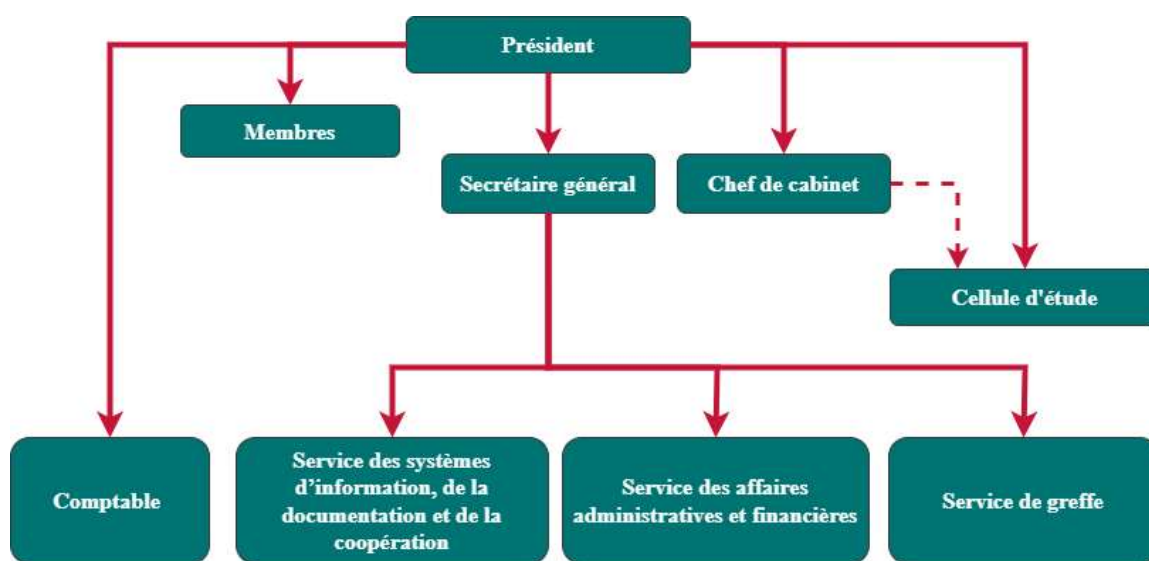 Président
Membres
Secrétaire général
Chef de cabinet
Cellule d'étude
Comptable
Service des systèmes
d’information, de la
documentation et de la
coopération
Service des affaires
administratives et financières
Service de greffe